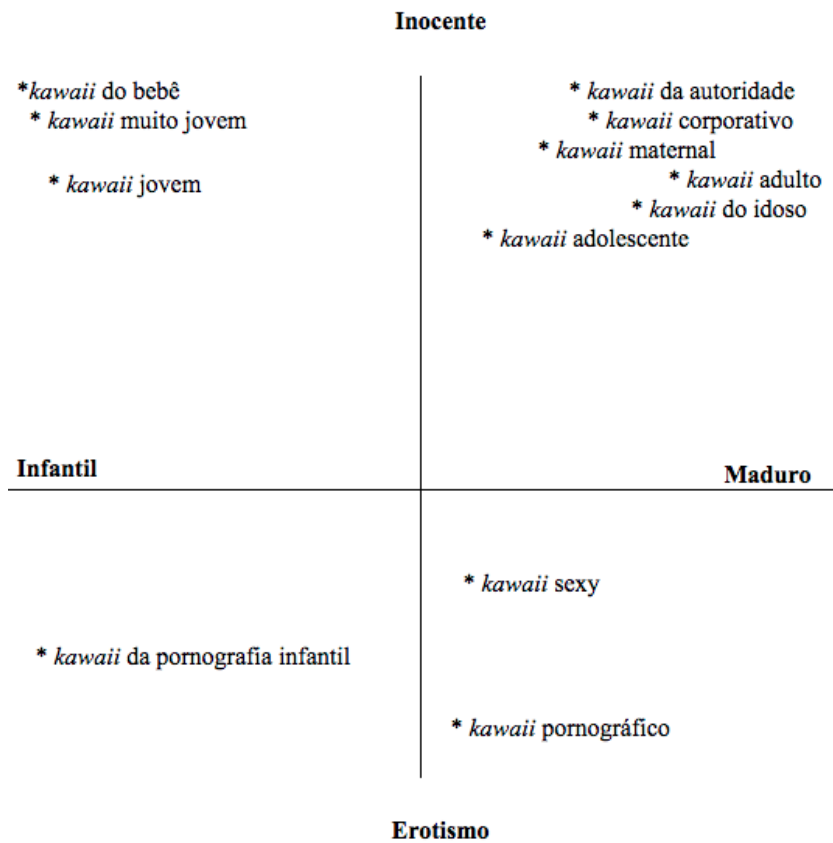 Inocente
*kawaii do bebê
* kawaii muito jovem
* kawaii jovem
* kawaii da autoridade
* kawaii corporativo
* kawaii maternal
* kawaii adulto
* kawaii do idoso
* kawaii adolescente
Infantil
Maduro
* kawaii sexy
* kawaii da pornografia infantil
* kawaii pornográfico
Erotismo